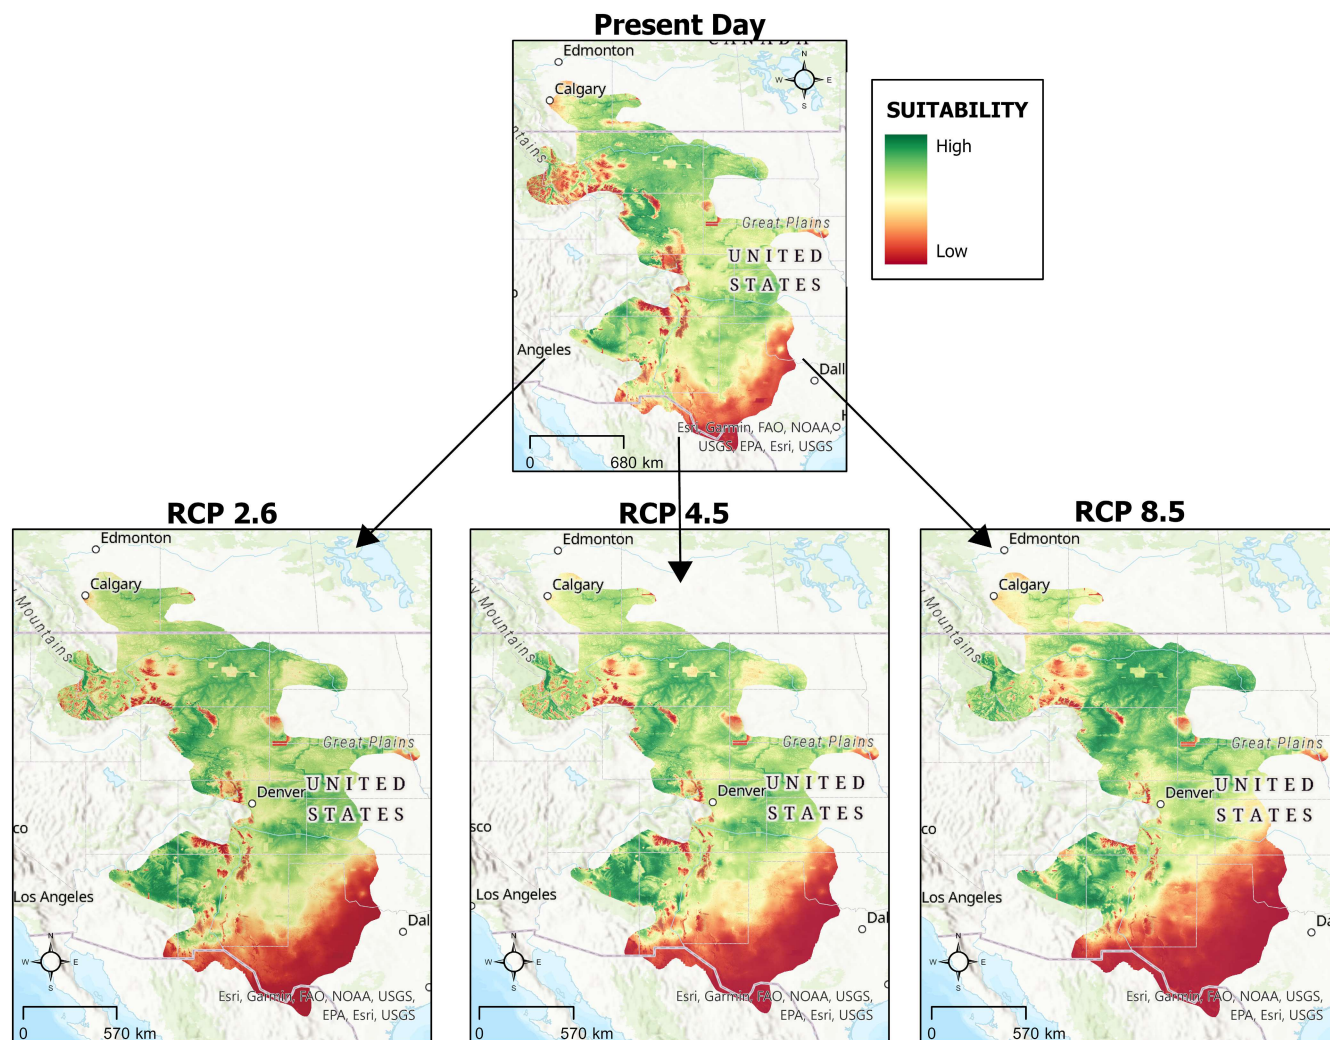 Present Day
CANADA
Edmonton
N
W E
S
Calgary
ntains
Great Plains
UNITED
STATES
Angeles
Dall
H
Esri, Garmin, FAO, NOAA,
USGS, EPA, Esri, USGS
0 680 km
SUITABILITY
High
Low
RCP 2.6
Edmonton
Calgary
Mountains
Great Plains
UNITED
Denver
STATES
co
Los Angeles
Dal
N
W E
S
Esri, Garmin, FAO, NOAA, USGS,
EPA, Esri, USGS
0 570 km
RCP 4.5
Edmonton
Calgary
y Mountains
Great Plains
UNITED
Denver
STATES
sco
Los Angeles
Dal
N
W E
S
Esri, Garmin, FAO, NOAA, USGS,
EPA, Esri, USGS
0 570 km
RCP 8.5
Edmonton
Calgary
Mountains
Great Plains
UNITED
Denver
STATES
co
Los Angeles
Da
N
W E
S
Esri, Garmin, FAO, NOAA, USGS,
EPA, Esri, USGS
0 570 km